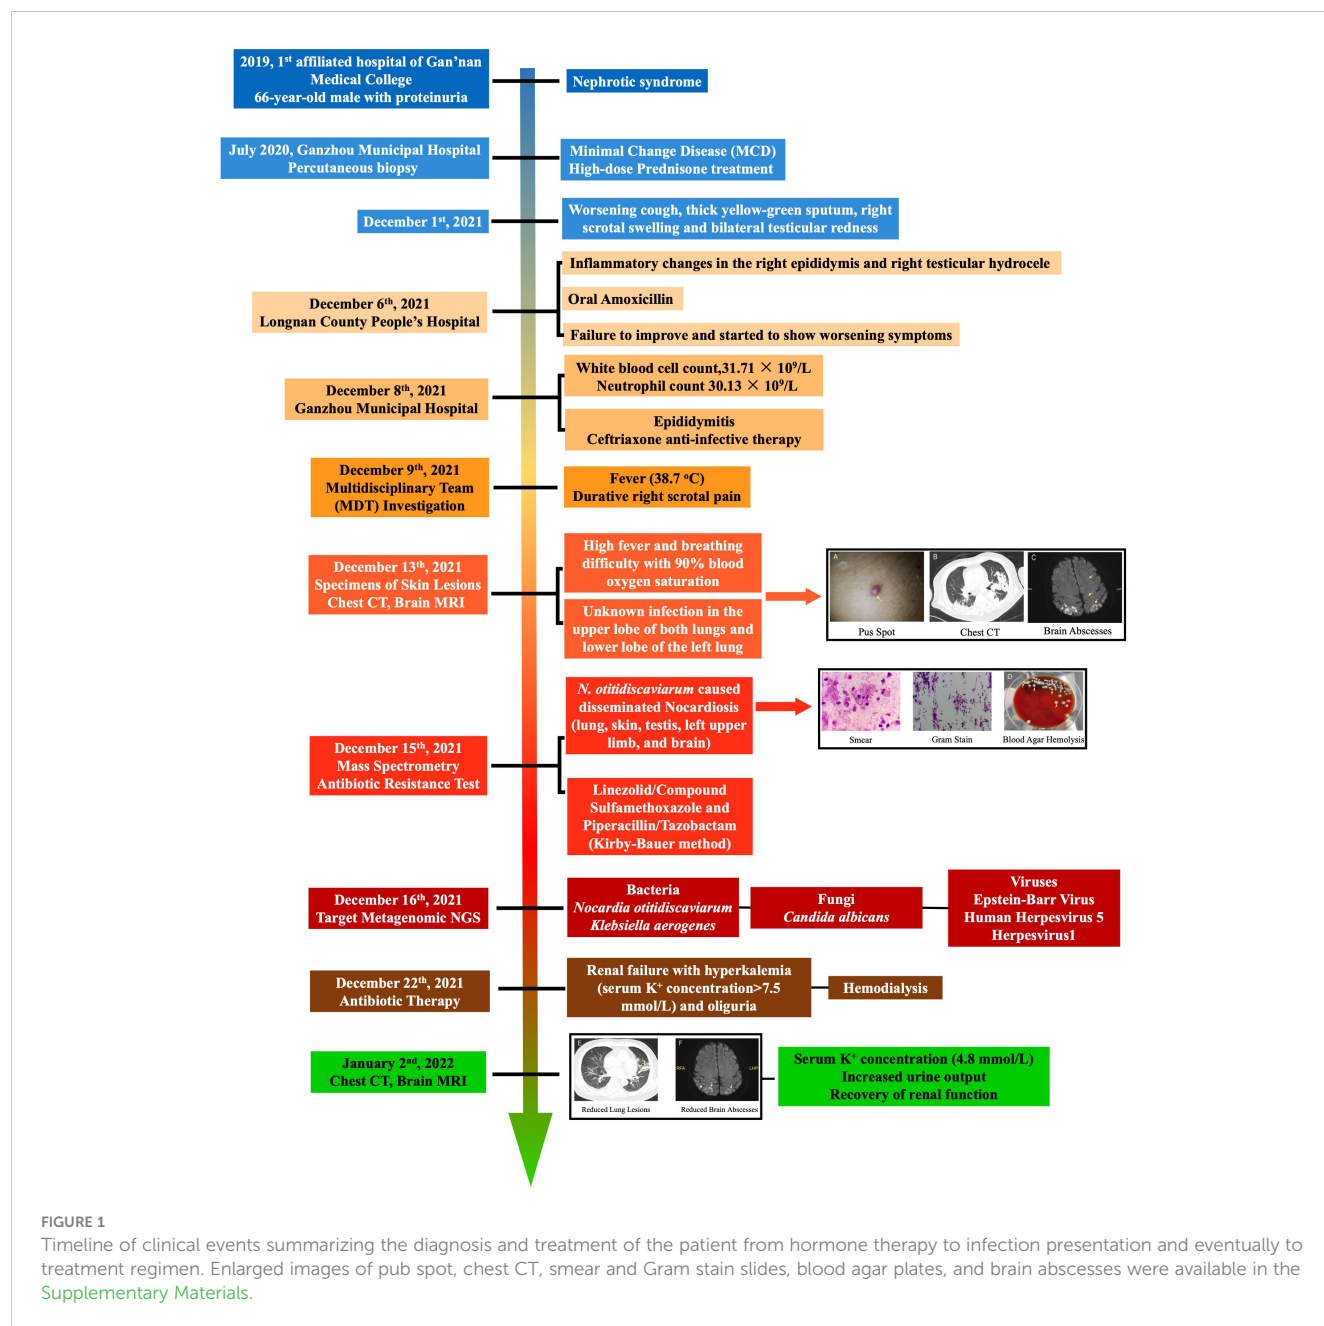 2019, 1st affiliated hospital of Gan'nan
Medical College
66-year-old male with proteinuria
Nephrotic syndrome
July 2020, Ganzhou Municipal Hospital
Percutaneous biopsy
Minimal Change Disease (MCD)
High-dose Prednisone treatment
December 1st, 2021
Worsening cough, thick yellow-green sputum, right
scrotal swelling and bilateral testicular redness
December 6th, 2021
Longnan County People's Hospital
Inflammatory changes in the right epididymis and right testicular hydrocele
Oral Amoxicillin
Failure to improve and started to show worsening symptoms
December 8th, 2021
Ganzhou Municipal Hospital
White blood cell count,31.71 × 10⁹/L
Neutrophil count 30.13 × 10⁹/L
Epididymitis
Ceftriaxone anti-infective therapy
December 9th, 2021
Multidisciplinary Team
(MDT) Investigation
Fever (38.7 °C)
Durative right scrotal pain
December 13th, 2021
Specimens of Skin Lesions
Chest CT, Brain MRI
High fever and breathing
difficulty with 90% blood
oxygen saturation
Unknown infection in the
upper lobe of both lungs and
lower lobe of the left lung
A
B
C
Pus Spot
Chest CT
Brain Abscesses
December 15th, 2021
Mass Spectrometry
Antibiotic Resistance Test
N. otitidiscaviarum caused
disseminated Nocardiosis
(lung, skin, testis, left upper
limb, and brain)
D
Smear
Gram Stain
Blood Agar Hemolysis
Linezolid/Compound
Sulfamethoxazole and
Piperacillin/Tazobactam
(Kirby-Bauer method)
December 16th, 2021
Target Metagenomic NGS
Bacteria
Nocardia otitidiscaviarum
Klebsiella aerogenes
Fungi
Candida albicans
Viruses
Epstein-Barr Virus
Human Herpesvirus 5
Herpesvirus1
December 22th, 2021
Antibiotic Therapy
Renal failure with hyperkalemia
(serum K⁺ concentration>7.5
mmol/L) and oliguria
Hemodialysis
January 2nd, 2022
Chest CT, Brain MRI
E
F
RFA
LHP
Reduced Lung Lesions
Reduced Brain Abscesses
Serum K⁺ concentration (4.8 mmol/L)
Increased urine output
Recovery of renal function
FIGURE 1
Timeline of clinical events summarizing the diagnosis and treatment of the patient from hormone therapy to infection presentation and eventually to
treatment regimen. Enlarged images of pub spot, chest CT, smear and Gram stain slides, blood agar plates, and brain abscesses were available in the
Supplementary Materials.